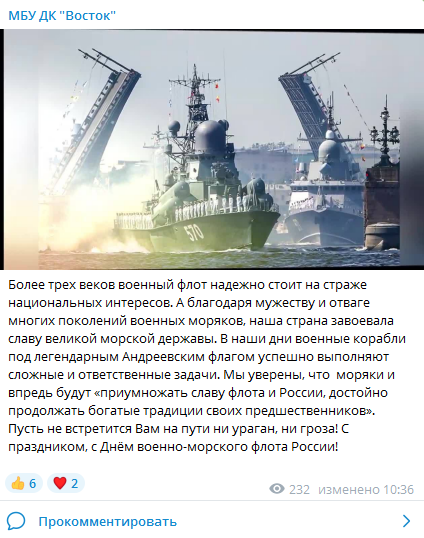 МБУ ДК "Восток"
570
Более трех веков военный флот надежно стоит на страже
национальных интересов. А благодаря мужеству и отваге
многих поколений военных моряков, наша страна завоевала
славу великой морской державы. В наши дни военные корабли
под легендарным Андреевским флагом успешно выполняют
сложные и ответственные задачи. Мы уверены, что моряки и
впредь будут «приумножать славу флота и России, достойно
продолжать богатые традиции своих предшественников».
Пусть не встретится Вам на пути ни ураган, ни гроза! С
праздником, с Днём военно-морского флота России!
6 2
232 изменено 10:36
Прокомментировать